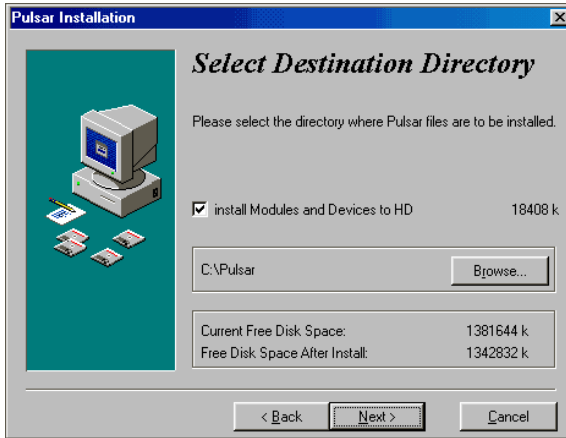 Pulsar Installation
Select Destination Directory
Please select the directory where Pulsar files are to be installed.
install Modules and Devices to HD 18408 k
C:\Pulsar Browse...
Current Free Disk Space: 1381644 k
Free Disk Space After Install: 1342832 k
< Back Next > Cancel